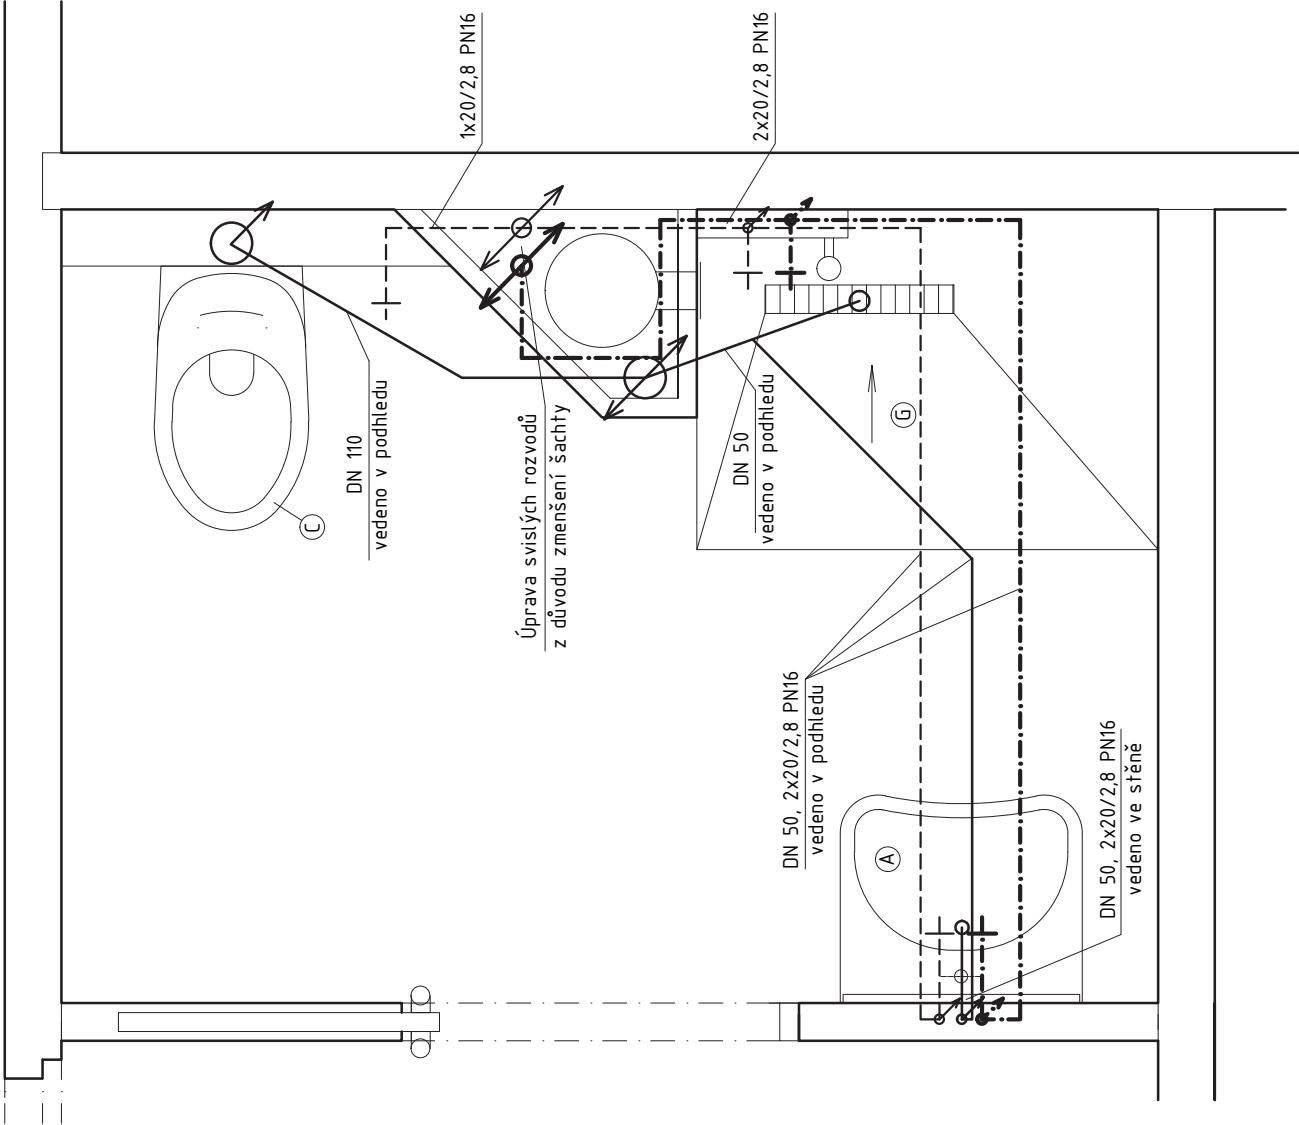 1x20/2,8 PN16
2x20/2,8 PN16
DN 110
vedeno v podhledu
C
Úprava svislých rozvodů
z důvodu zmenšení šachty
DN 50
vedeno v podhledu
G
DN 50, 2x20/2,8 PN16
vedeno v podhledu
A
DN 50, 2x20/2,8 PN16
vedeno ve stěně